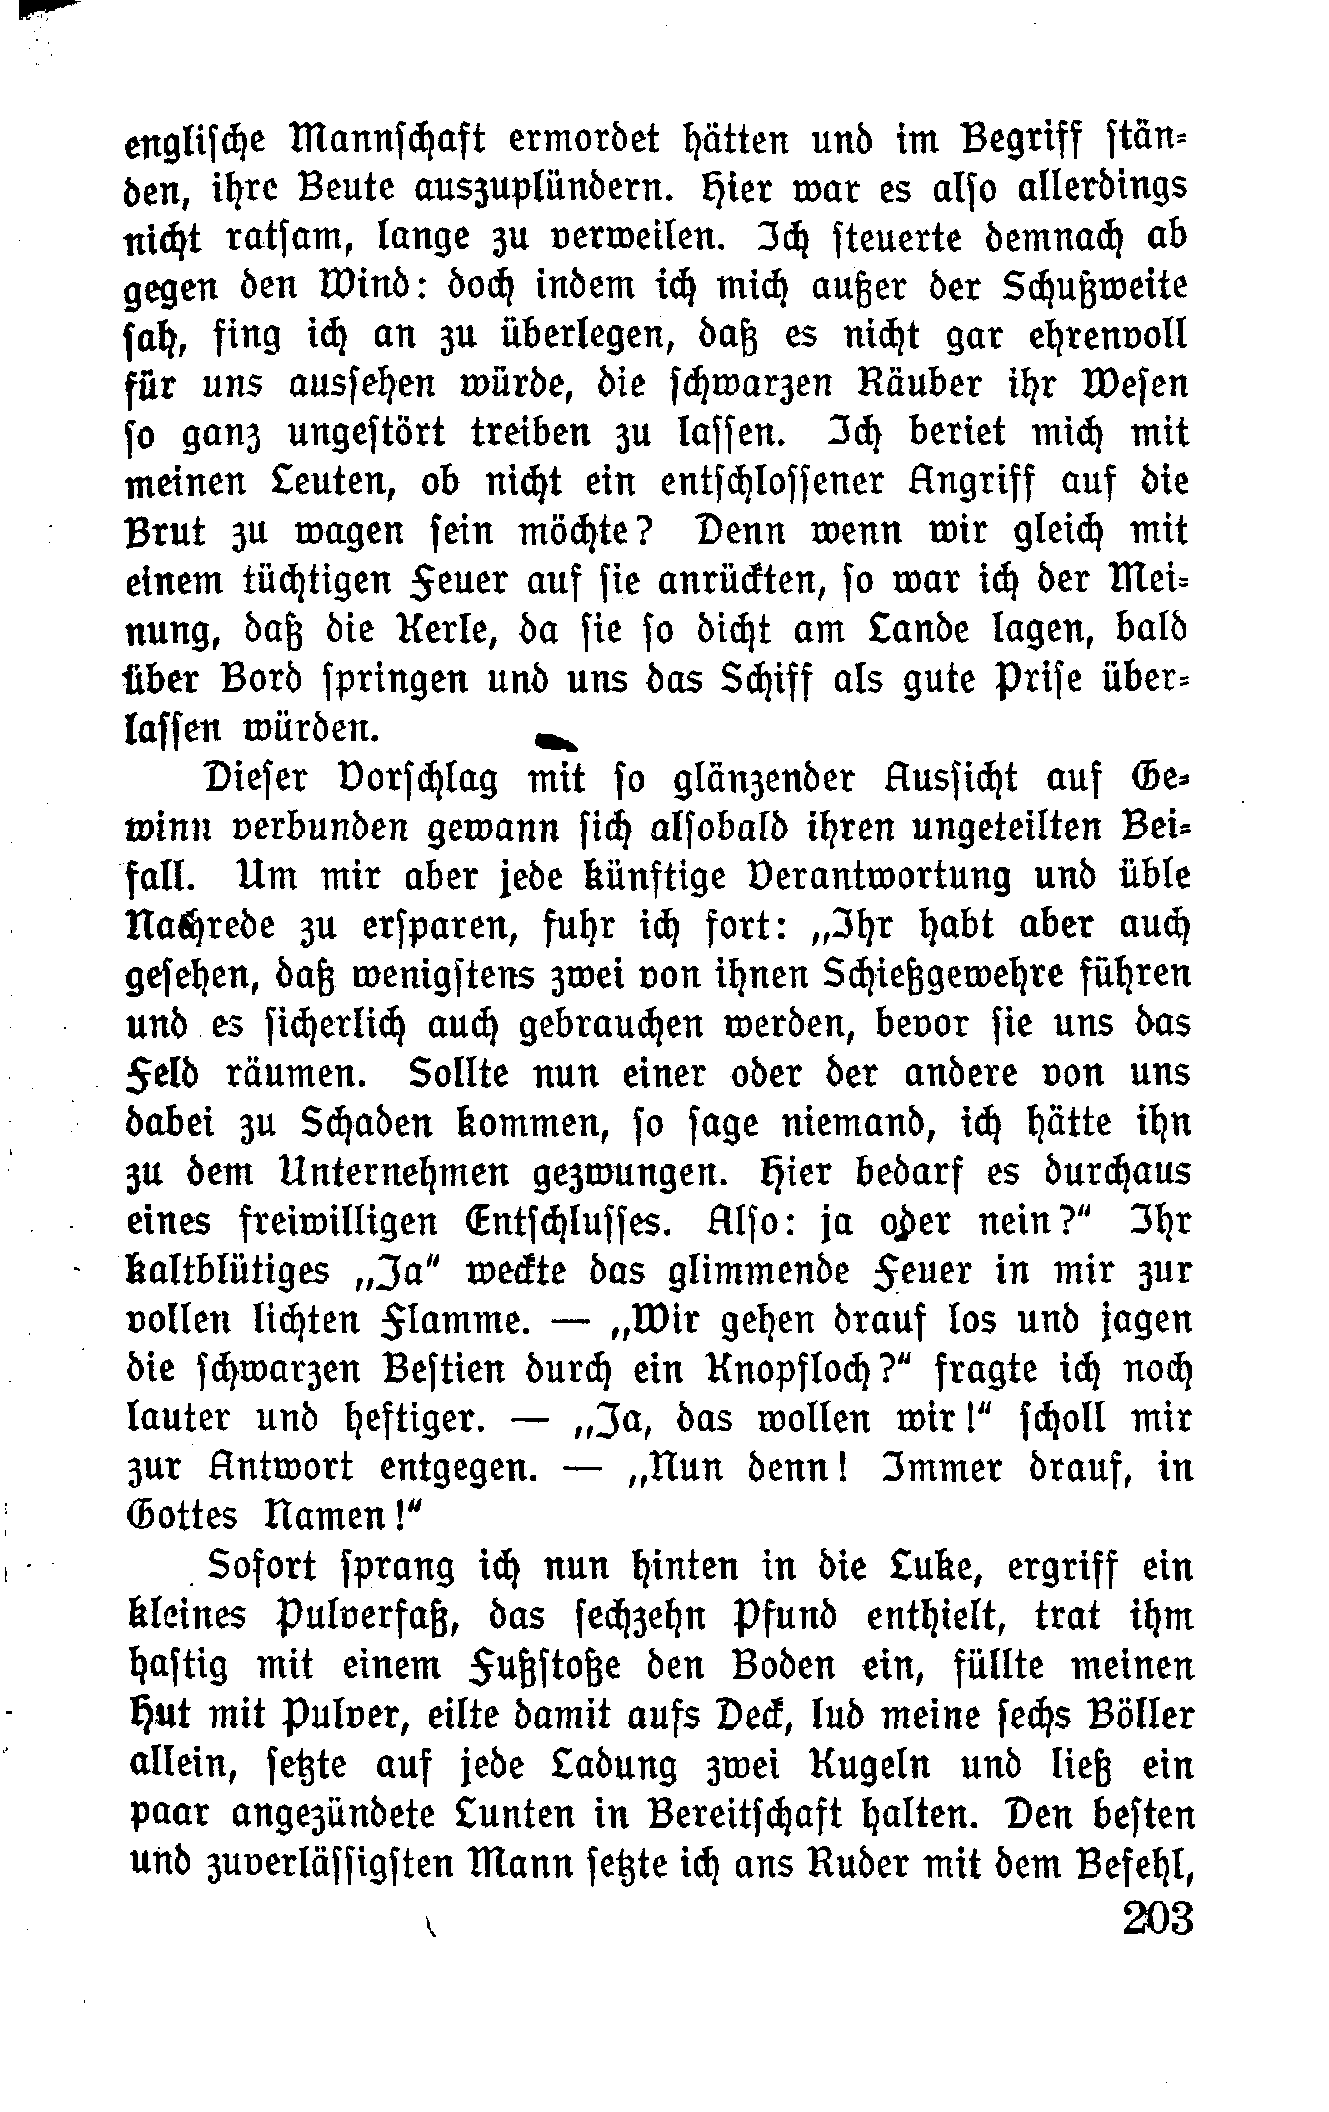 englische Mannschaft ermordet hätten und im Begriff stän-
den, ihre Beute auszuplündern. Hier war es also allerdings
nicht ratsam, lange zu verweilen. Ich steuerte demnach ab
gegen den Wind: doch indem ich mich außer der Schußweite
sah, fing ich an zu überlegen, daß es nicht gar ehrenvoll
für uns aussehen würde, die schwarzen Räuber ihr Wesen
so ganz ungestört treiben zu lassen. Ich beriet mich mit
meinen Leuten, ob nicht ein entschlossener Angriff auf die
Brut zu wagen sein möchte? Denn wenn wir gleich mit
einem tüchtigen Feuer auf sie anrückten, so war ich der Mei-
nung, daß die Kerle, da sie so dicht am Lande lagen, bald
über Bord springen und uns das Schiff als gute Prise über-
lassen würden.
Dieser Vorschlag mit so glänzender Aussicht auf Ge-
winn verbunden gewann sich alsobald ihren ungeteilten Bei-
fall. Um mir aber jede künftige Verantwortung und üble
Nachrede zu ersparen, fuhr ich fort: „Ihr habt aber auch
gesehen, daß wenigstens zwei von ihnen Schießgewehre führen
und es sicherlich auch gebrauchen werden, bevor sie uns das
Feld räumen. Sollte nun einer oder der andere von uns
dabei zu Schaden kommen, so sage niemand, ich hätte ihn
zu dem Unternehmen gezwungen. Hier bedarf es durchaus
eines freiwilligen Entschlusses. Also: ja oder nein?“ Ihr
kaltblütiges „Ja“ weckte das glimmende Feuer in mir zur
vollen lichten Flamme. — „Wir gehen drauf los und jagen
die schwarzen Bestien durch ein Knopfloch?“ fragte ich noch
lauter und heftiger. — „Ja, das wollen wir!“ scholl mir
zur Antwort entgegen. — „Nun denn! Immer drauf, in
Gottes Namen!“
Sofort sprang ich nun hinten in die Luke, ergriff ein
kleines Pulverfaß, das sechzehn Pfund enthielt, trat ihm
hastig mit einem Fußstoße den Boden ein, füllte meinen
Hut mit Pulver, eilte damit aufs Deck, lud meine sechs Böller
allein, setzte auf jede Ladung zwei Kugeln und ließ ein
paar angezündete Lunten in Bereitschaft halten. Den besten
und zuverlässigsten Mann setzte ich ans Ruder mit dem Befehl,
203